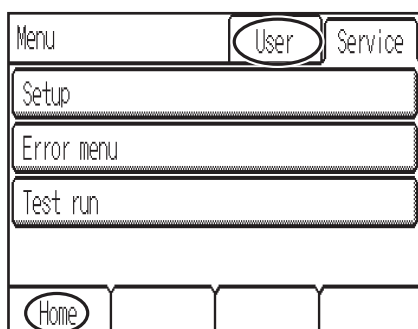 Menu User Service
Setup
Error menu
Test run
Home